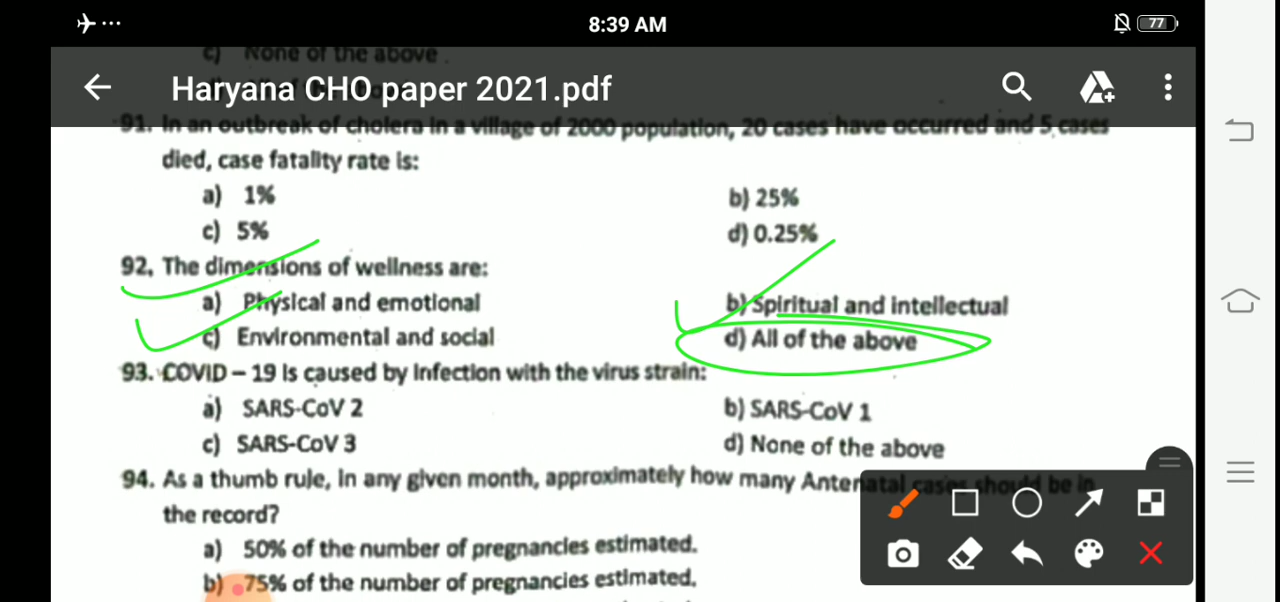 8:39 AM
77
c) None of the above .
Haryana CHO paper 2021.pdf
91. In an outbreak of cholera in a village of 2000 population, 20 cases have occurred and 5 cases
died, case fatality rate is:
a) 1%
b) 25%
c) 5%
d) 0.25%
92. The dimensions of wellness are:
a) Physical and emotional
b) Spiritual and intellectual
c) Environmental and social
d) All of the above
93. COVID – 19 is caused by infection with the virus strain:
a) SARS-CoV 2
b) SARS-CoV 1
c) SARS-CoV 3
d) None of the above
94. As a thumb rule, in any given month, approximately how many Antenatal cases should be in
the record?
a) 50% of the number of pregnancies estimated.
b) 75% of the number of pregnancies estimated.